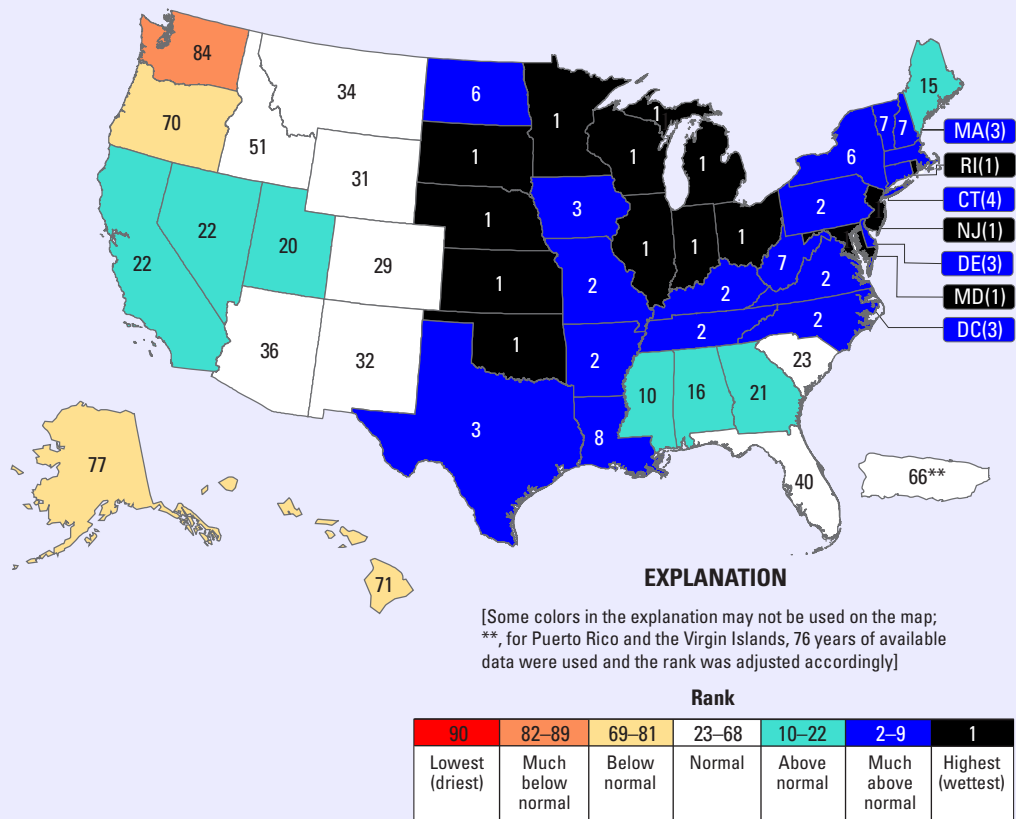 84
34
6
1
1
15
70
51
1
1
1
7
7
MA(3)
6
RI(1)
31
3
2
CT(4)
22
20
1
1
1
1
NJ(1)
22
29
1
2
7
2
DE(3)
2
MD(1)
36
32
1
2
2
2
DC(3)
23
10
16
21
3
8
77
40
66**
71
EXPLANATION
[Some colors in the explanation may not be used on the map;
**, for Puerto Rico and the Virgin Islands, 76 years of available
data were used and the rank was adjusted accordingly]
Rank
90 82–89 69–81 23–68 10–22 2–9 1
Lowest Much Below Normal Above Much Highest
(driest) below normal normal above (wettest)
normal normal